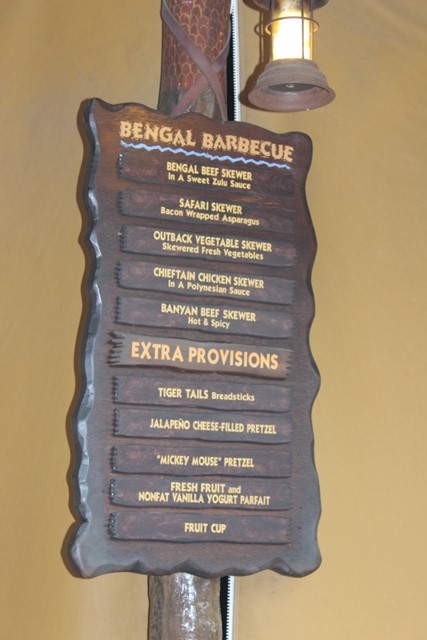 BENGAL BARBECUE
BENGAL BEEF SKEWER
In A Sweet Zulu Sauce
SAFARI SKEWER
Bacon Wrapped Asparagus
OUTBACK VEGETABLE SKEWER
Skewered Fresh Vegetables
CHIEFTAIN CHICKEN SKEWER
In A Polynesian Sauce
BANYAN BEEF SKEWER
Hot & Spicy
EXTRA PROVISIONS
TIGER TAILS Breadsticks
JALAPEÑO CHEESE-FILLED PRETZEL
"MICKEY MOUSE" PRETZEL
FRESH FRUIT and
NONFAT VANILLA YOGURT PARFAIT
FRUIT CUP